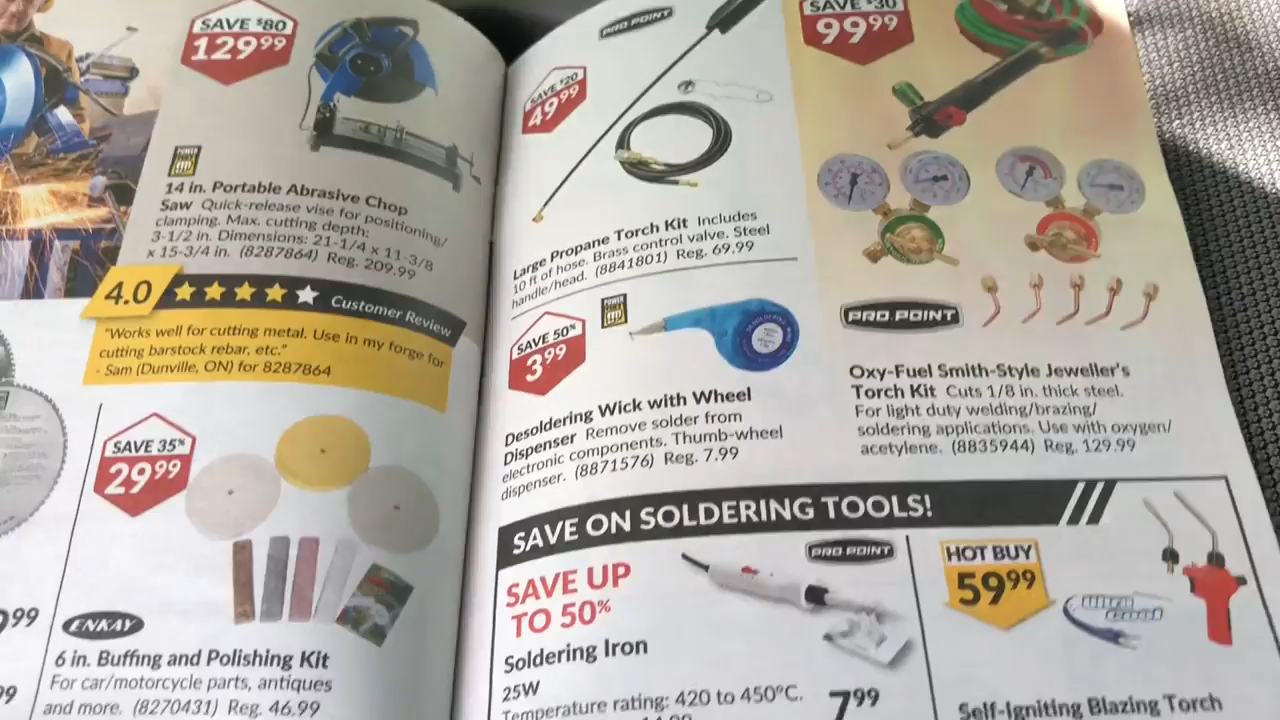 SAVE $80
129.99
POWER
14 in. Portable Abrasive Chop
Saw Quick-release vise for positioning/
clamping. Max. cutting depth:
3-1/2 in. Dimensions: 21-1/4 x 11-3/8
x 15-3/4 in. (8287864) Reg. 209.99
4.0
Customer Review
"Works well for cutting metal. Use in my forge for
cutting barstock rebar, etc."
- Sam (Dunville, ON) for 8287864
SAVE 35%
29.99
ENKAY
6 in. Buffing and Polishing Kit
For car/motorcycle parts, antiques
and more. (8270431) Reg. 46.99
PRO.POINT
SAVE $20
49.99
Large Propane Torch Kit Includes
10 ft of hose. Brass control valve. Steel
handle/head. (8841801) Reg. 69.99
POWER
SAVE 50%
3.99
Desoldering Wick with Wheel
Dispenser Remove solder from
electronic components. Thumb-wheel
dispenser. (8871576) Reg. 7.99
SAVE $30
99.99
PRO.POINT
Oxy-Fuel Smith-Style Jeweller's
Torch Kit Cuts 1/8 in. thick steel.
For light duty welding/brazing/
soldering applications. Use with oxygen/
acetylene. (8835944) Reg. 129.99
SAVE ON SOLDERING TOOLS!
SAVE UP
TO 50%
PRO.POINT
Soldering Iron
25W
Temperature rating: 420 to 450°C.
7.99
HOT BUY
59.99
Ultra
Cool
Self-Igniting Blazing Torch